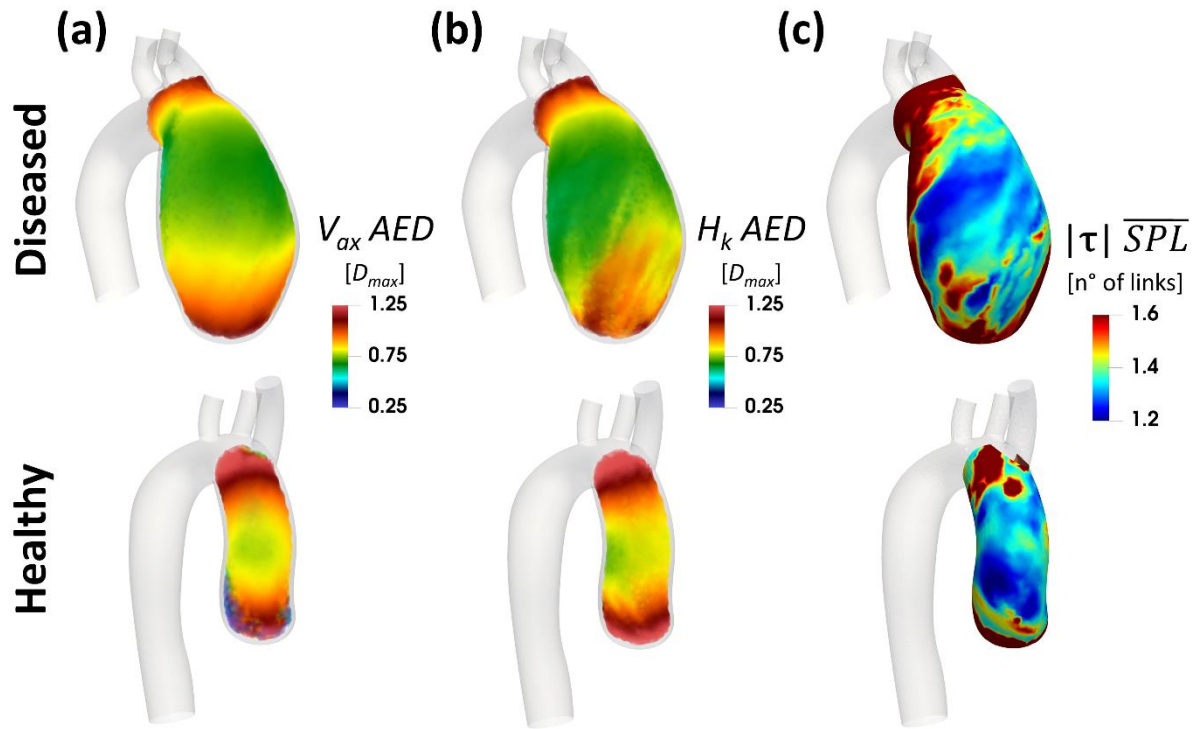 (a)
(b)
(c)
Diseased
V_ax AED
[D_max]
1.25
0.75
0.25
H_k AED
[D_max]
1.25
0.75
0.25
|τ| \overline{SPL}
[n° of links]
1.6
1.4
1.2
Healthy